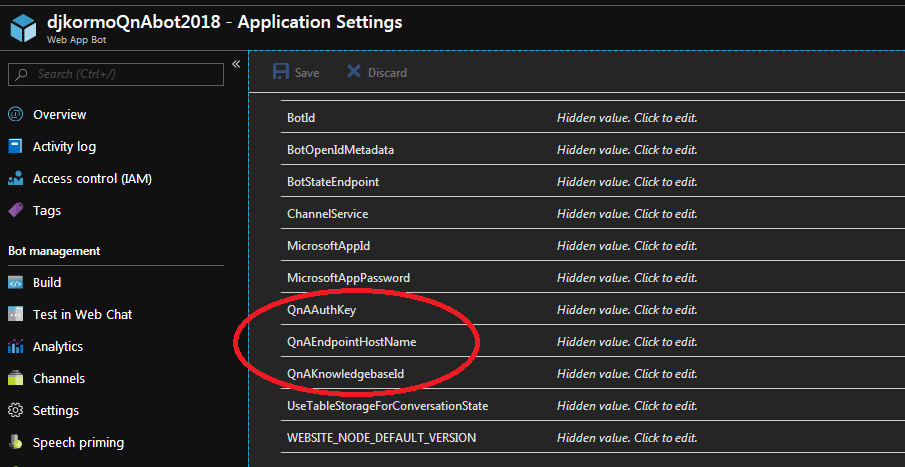 djkormoQnAbot2018 - Application Settings
Web App Bot
Search (Ctrl+/)
«
Overview
Activity log
Access control (IAM)
Tags
Bot management
Build
Test in Web Chat
Analytics
Channels
Settings
Speech priming
Save Discard
BotId Hidden value. Click to edit.
BotOpenIdMetadata Hidden value. Click to edit.
BotStateEndpoint Hidden value. Click to edit.
ChannelService Hidden value. Click to edit.
MicrosoftAppId Hidden value. Click to edit.
MicrosoftAppPassword Hidden value. Click to edit.
QnAAuthKey Hidden value. Click to edit.
QnAEndpointHostName Hidden value. Click to edit.
QnAKnowledgebaseId Hidden value. Click to edit.
UseTableStorageForConversationState Hidden value. Click to edit.
WEBSITE_NODE_DEFAULT_VERSION Hidden value. Click to edit.